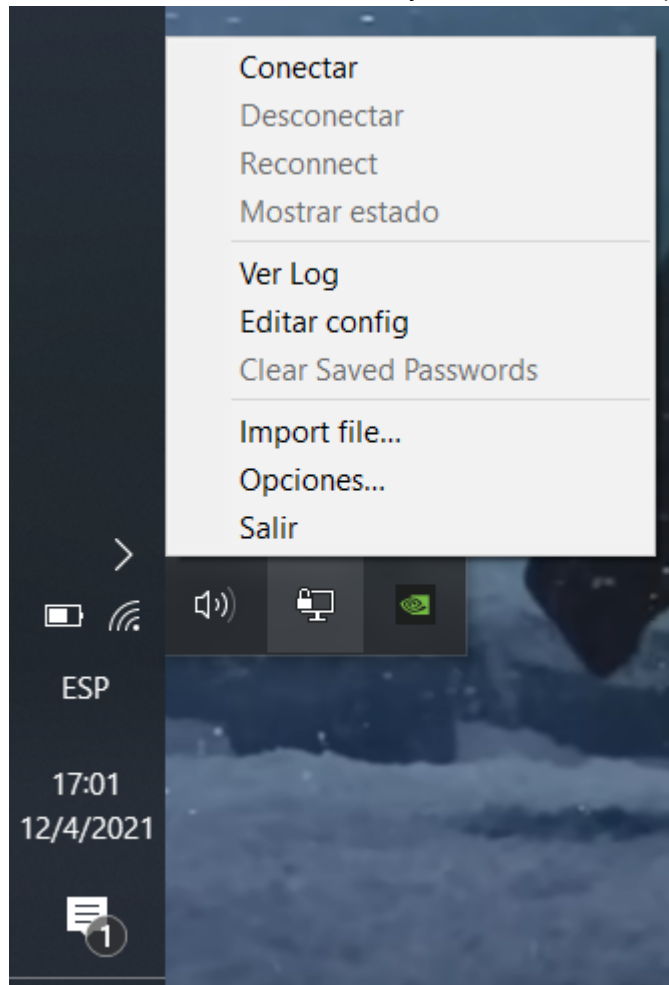 Conectar
Desconectar
Reconnect
Mostrar estado
Ver Log
Editar config
Clear Saved Passwords
Import file...
Opciones...
Salir
ESP
17:01
12/4/2021
1